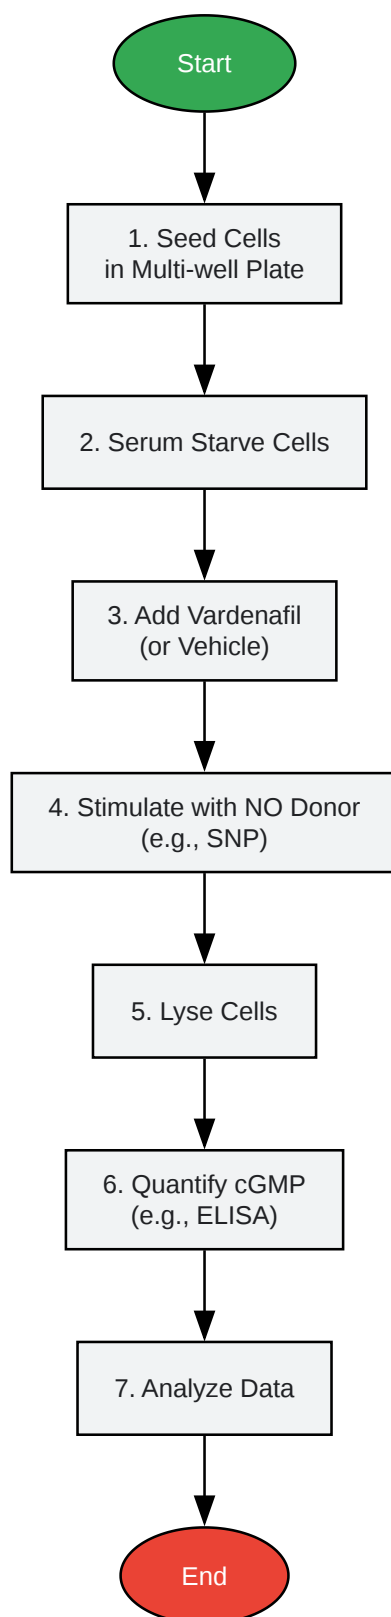 Start
1. Seed Cells
in Multi-well Plate
2. Serum Starve Cells
3. Add Vardenafil
(or Vehicle)
4. Stimulate with NO Donor
(e.g., SNP)
5. Lyse Cells
6. Quantify cGMP
(e.g., ELISA)
7. Analyze Data
End